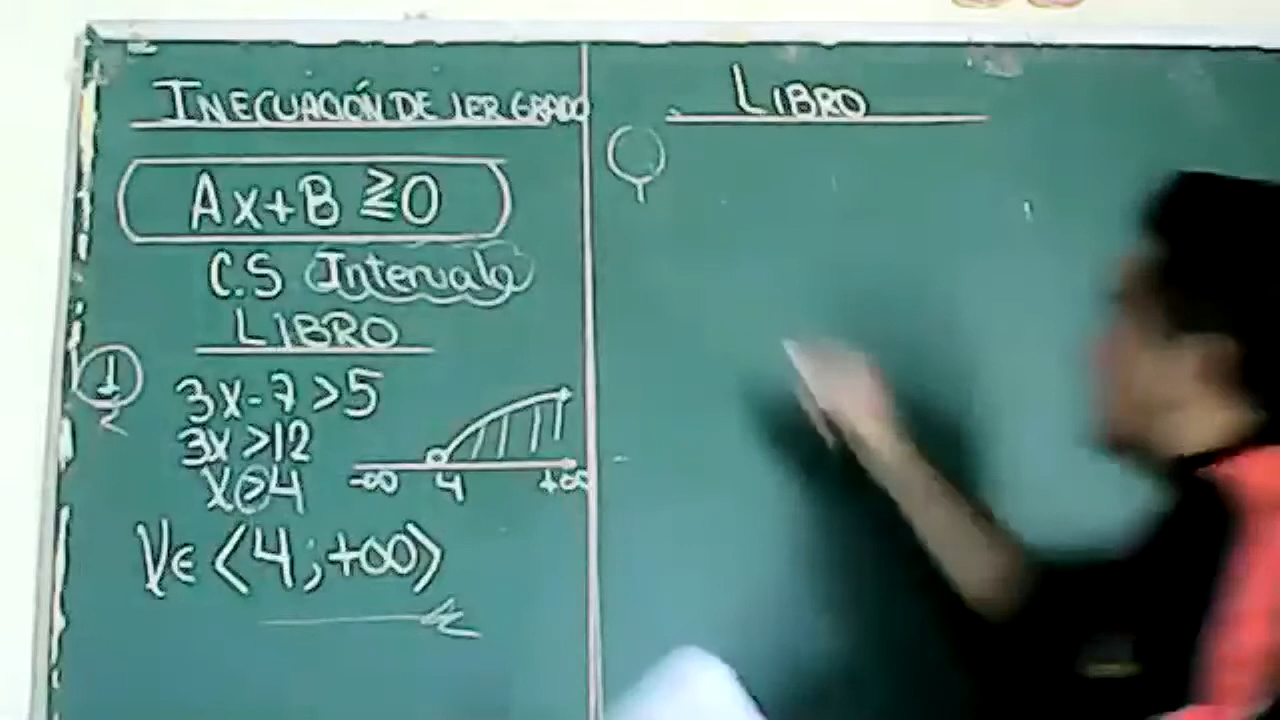 INECUACIÓN DE 1ER GRADO
Ax+B ≷ 0
C.S Intervalo
LIBRO
1
3x-7>5
3x>12
x>4
-∞ 4 +∞
x∈⟨4;+∞⟩
LIBRO